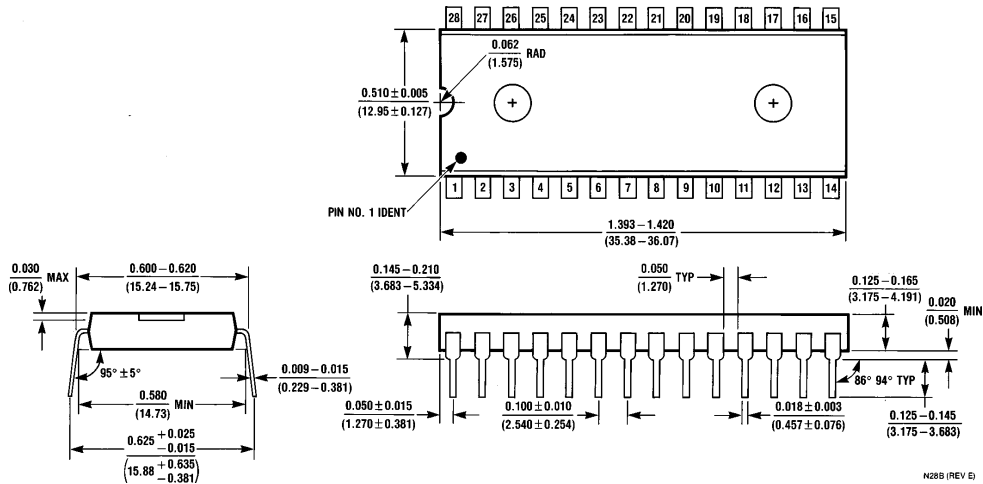 28 27 26 25 24 23 22 21 20 19 18 17 16 15
0.062
(1.575)
RAD
0.510 ± 0.005
(12.95 ± 0.127)
1 2 3 4 5 6 7 8 9 10 11 12 13 14
PIN NO. 1 IDENT
1.393 – 1.420
(35.38 – 36.07)
0.030
(0.762)
MAX
0.600 – 0.620
(15.24 – 15.75)
95° ±5°
0.580
(14.73)
MIN
0.009 – 0.015
(0.229 – 0.381)
0.625 +0.025
–0.015
(15.88 +0.635
–0.381)
0.145 – 0.210
(3.683 – 5.334)
0.050
(1.270)
TYP
0.125 – 0.165
(3.175 – 4.191)
0.020
(0.508)
MIN
86° 94° TYP
0.050 ± 0.015
(1.270 ± 0.381)
0.100 ± 0.010
(2.540 ± 0.254)
0.018 ± 0.003
(0.457 ± 0.076)
0.125 – 0.145
(3.175 – 3.683)
N28B (REV E)